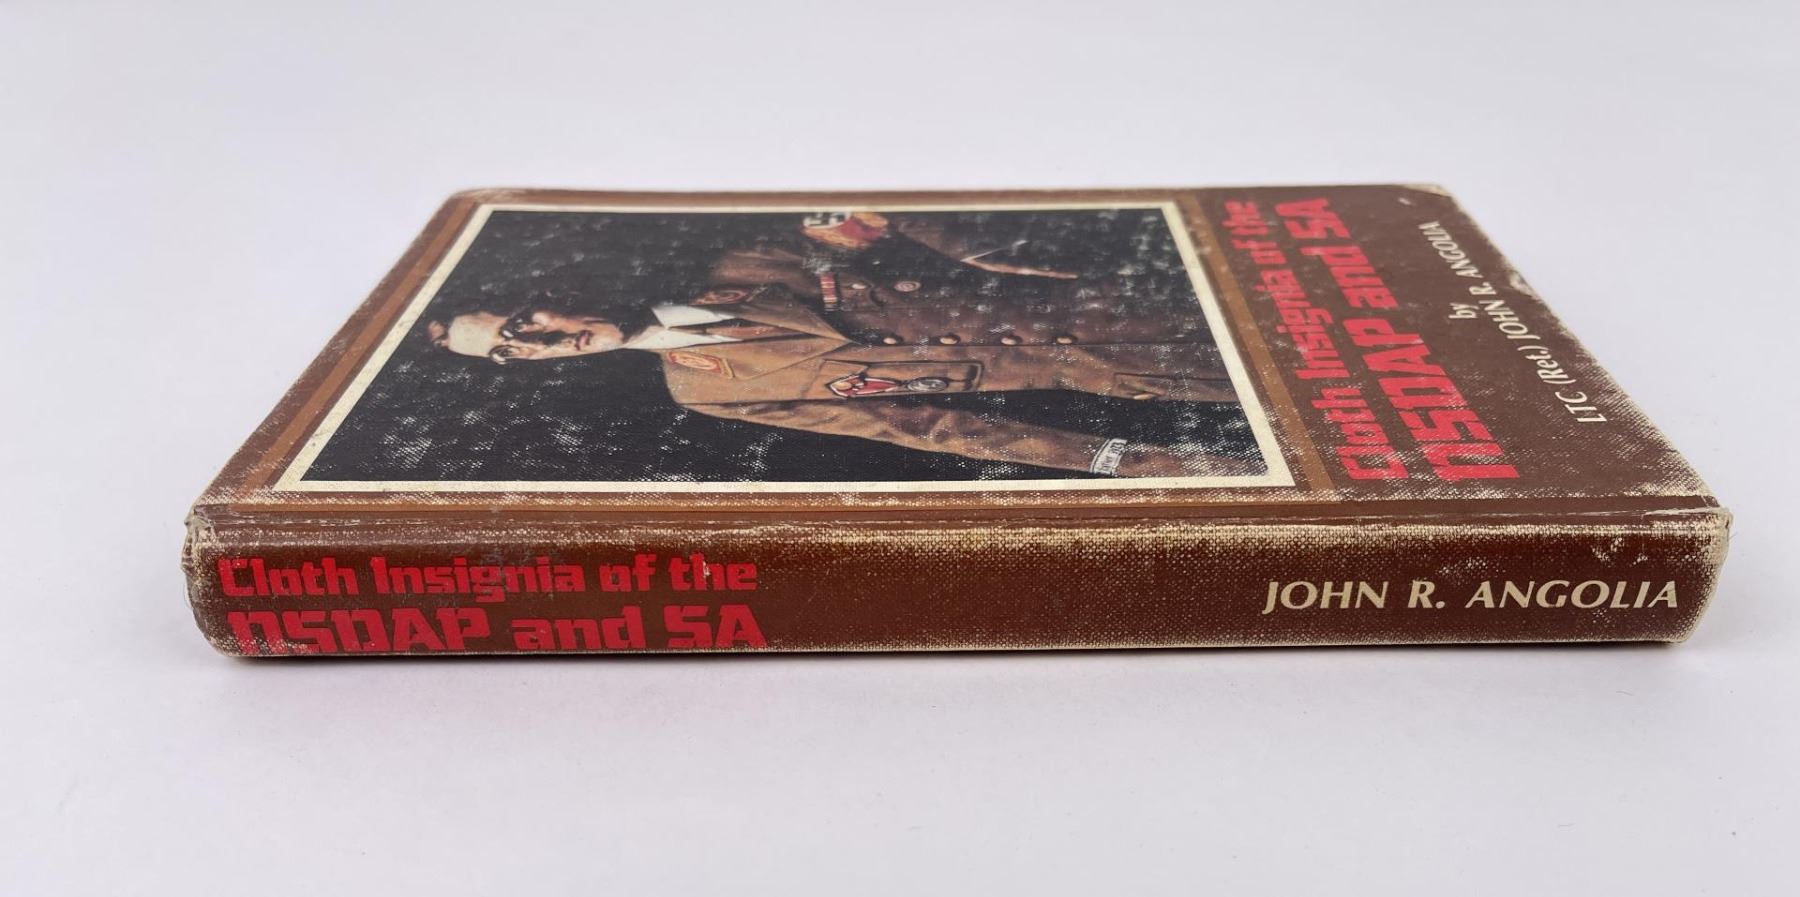 Cloth Insignia of the
NSDAP and SA
by
LTC (Ret.) JOHN R. ANGOLIA
Cloth Insignia of the
NSDAP and SA
JOHN R. ANGOLIA